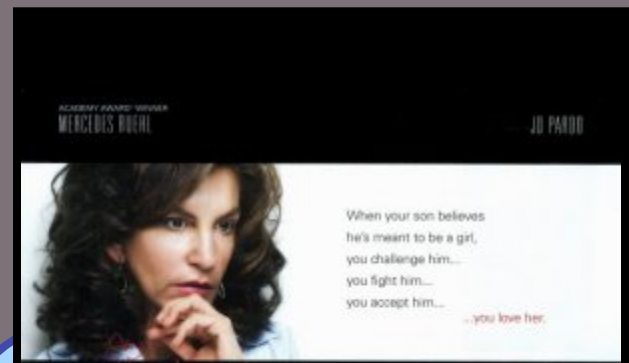 ACADEMY AWARD® WINNER
MERCEDES RUEHL
JD PARDO
When your son believes
he's meant to be a girl,
you challenge him...
you fight him...
you accept him...
...you love her.